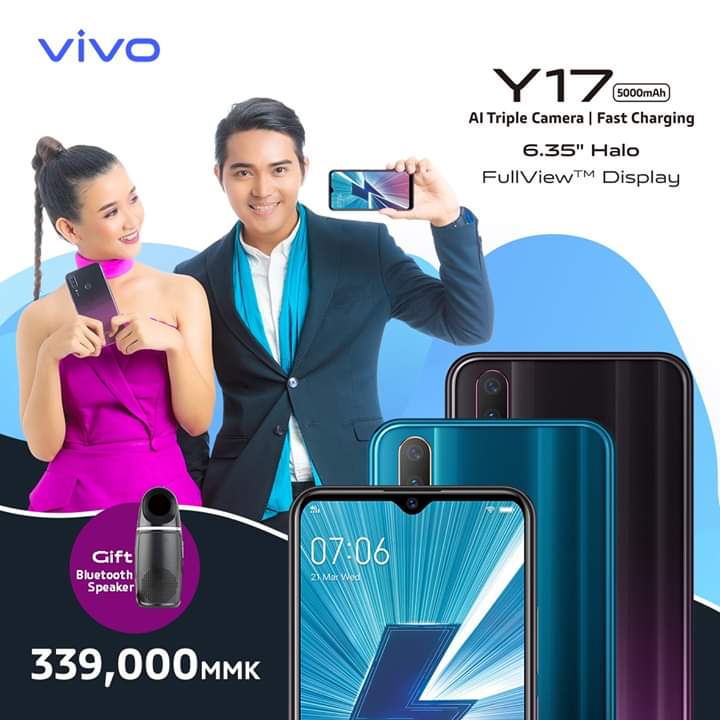 vivo
Y17 5000mAh
AI Triple Camera | Fast Charging
6.35" Halo
FullView™ Display
07:06
21 Mar Wed
Gift
Bluetooth
Speaker
339,000MMK